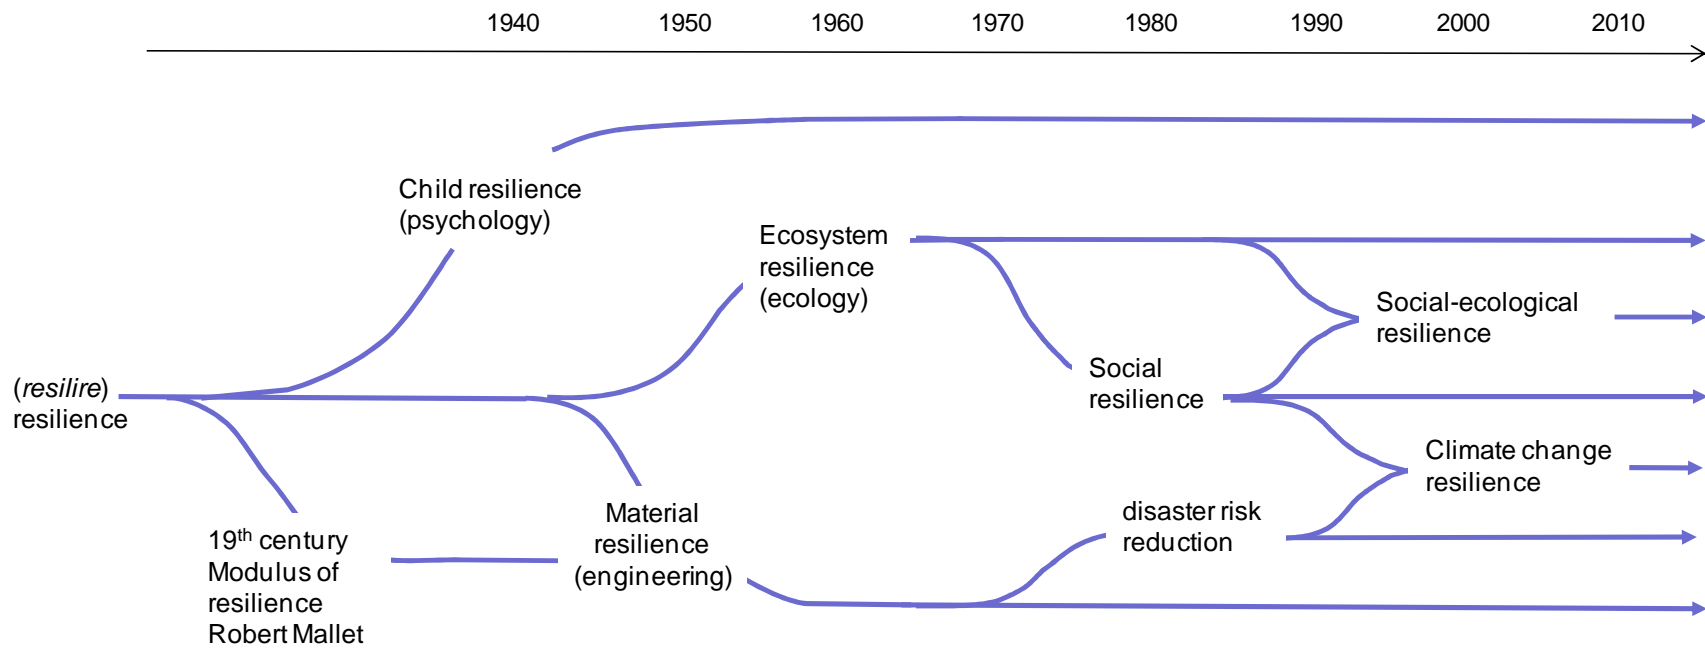 1940 1950 1960 1970 1980 1990 2000 2010
Child resilience
(psychology)
Ecosystem
resilience
(ecology)
Social-ecological
resilience
(resilire)
resilience
Social
resilience
Climate change
resilience
19th century
Modulus of
resilience
Robert Mallet
Material
resilience
(engineering)
disaster risk
reduction